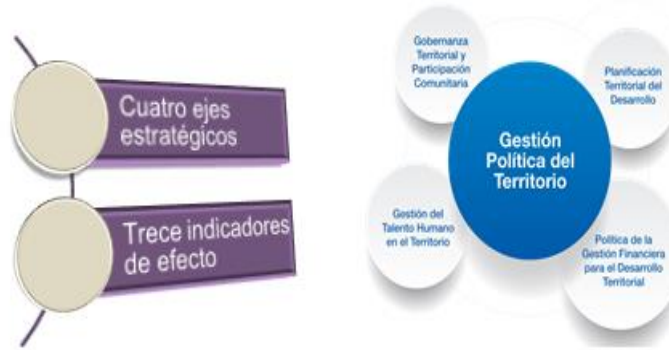 Cuatro ejes
estratégicos
Trece indicadores
de efecto
Gobernanza
Territorial y
Participación
Comunitaria
Planificación
Territorial del
Desarrollo
Gestión
Política del
Territorio
Gestión del
Talento Humano
en el Territorio
Política de la
Gestión Financiera
para el Desarrollo
Territorial